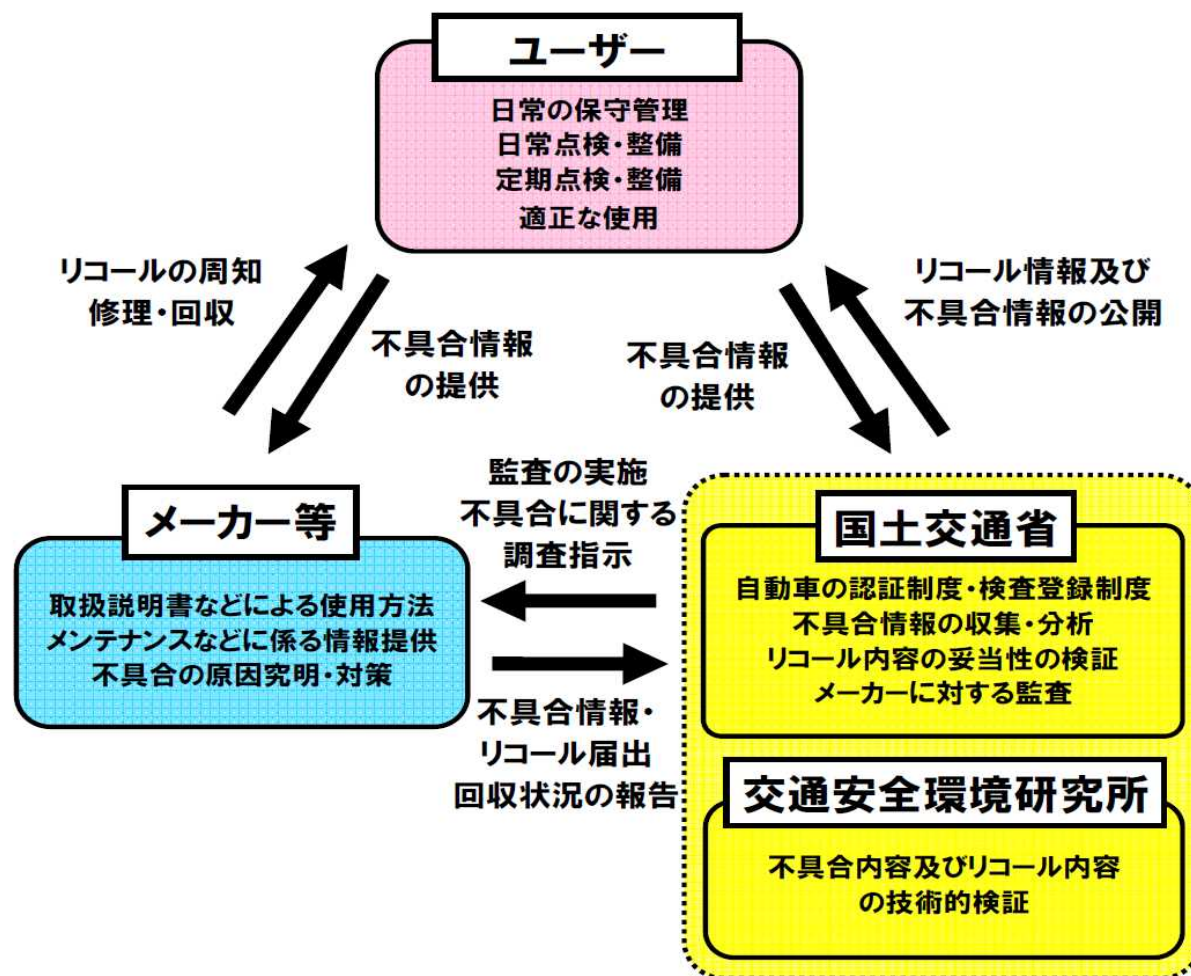 ユーザー
日常の保守管理
日常点検・整備
定期点検・整備
適正な使用
リコールの周知
修理・回収
不具合情報
の提供
不具合情報
の提供
リコール情報及び
不具合情報の公開
メーカー等
取扱説明書などによる使用方法
メンテナンスなどに係る情報提供
不具合の原因究明・対策
監査の実施
不具合に関する
調査指示
不具合情報・
リコール届出
回収状況の報告
国土交通省
自動車の認証制度・検査登録制度
不具合情報の収集・分析
リコール内容の妥当性の検証
メーカーに対する監査
交通安全環境研究所
不具合内容及びリコール内容
の技術的検証